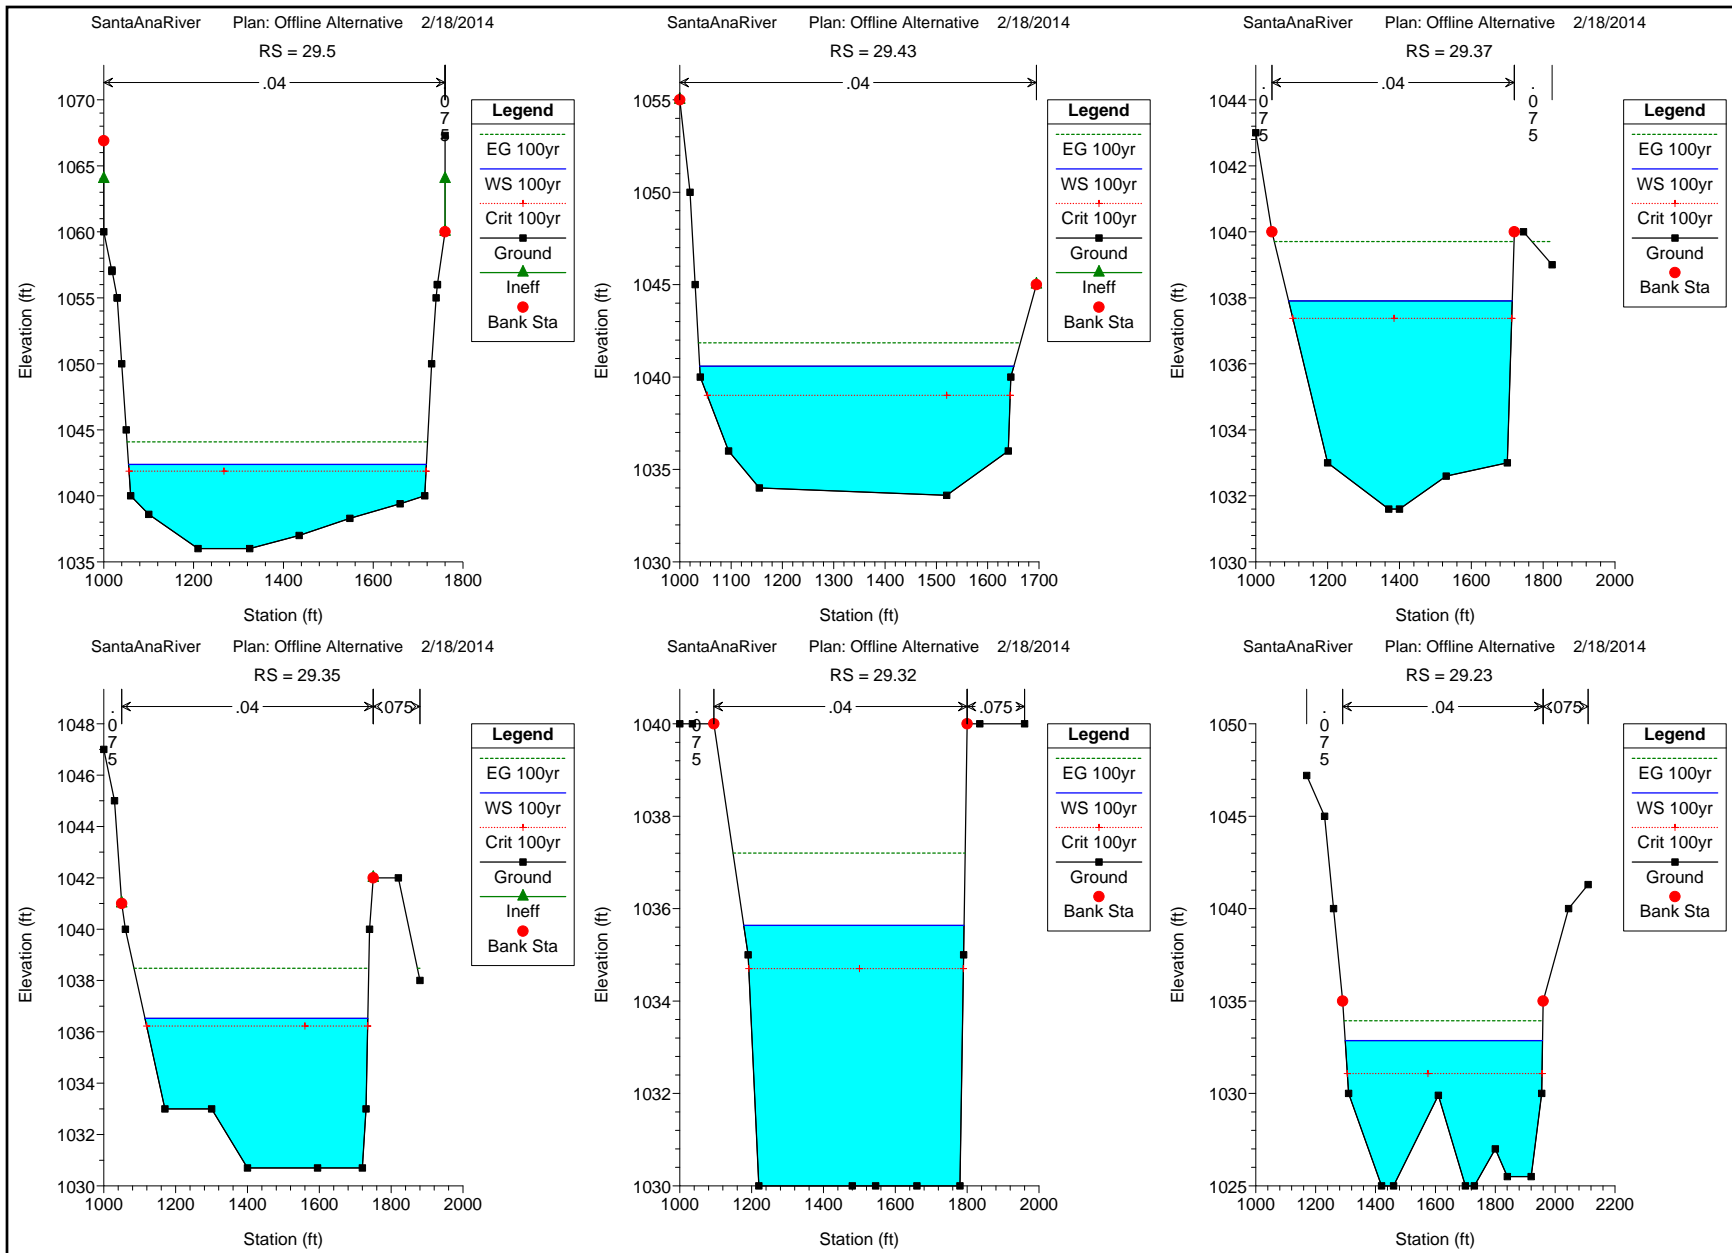 SantaAnaRiver Plan: Offline Alternative 2/18/2014
RS = 29.5
.04
.075
1070
1065
1060
1055
1050
1045
1040
1035
1000 1200 1400 1600 1800
Station (ft)
Elevation (ft)
Legend
EG 100yr
WS 100yr
Crit 100yr
Ground
Ineff
Bank Sta
SantaAnaRiver Plan: Offline Alternative 2/18/2014
RS = 29.43
.04
1055
1050
1045
1040
1035
1030
1000 1100 1200 1300 1400 1500 1600 1700
Station (ft)
Elevation (ft)
Legend
EG 100yr
WS 100yr
Crit 100yr
Ground
Ineff
Bank Sta
SantaAnaRiver Plan: Offline Alternative 2/18/2014
RS = 29.37
.075
.04
.075
1044
1042
1040
1038
1036
1034
1032
1030
1000 1200 1400 1600 1800 2000
Station (ft)
Elevation (ft)
Legend
EG 100yr
WS 100yr
Crit 100yr
Ground
Bank Sta
SantaAnaRiver Plan: Offline Alternative 2/18/2014
RS = 29.35
.075
.04
.075
1048
1046
1044
1042
1040
1038
1036
1034
1032
1030
1000 1200 1400 1600 1800 2000
Station (ft)
Elevation (ft)
Legend
EG 100yr
WS 100yr
Crit 100yr
Ground
Ineff
Bank Sta
SantaAnaRiver Plan: Offline Alternative 2/18/2014
RS = 29.32
.075
.04
.075
1040
1038
1036
1034
1032
1030
1000 1200 1400 1600 1800 2000
Station (ft)
Elevation (ft)
Legend
EG 100yr
WS 100yr
Crit 100yr
Ground
Bank Sta
SantaAnaRiver Plan: Offline Alternative 2/18/2014
RS = 29.23
.075
.04
.075
1050
1045
1040
1035
1030
1025
1000 1200 1400 1600 1800 2000 2200
Station (ft)
Elevation (ft)
Legend
EG 100yr
WS 100yr
Crit 100yr
Ground
Bank Sta